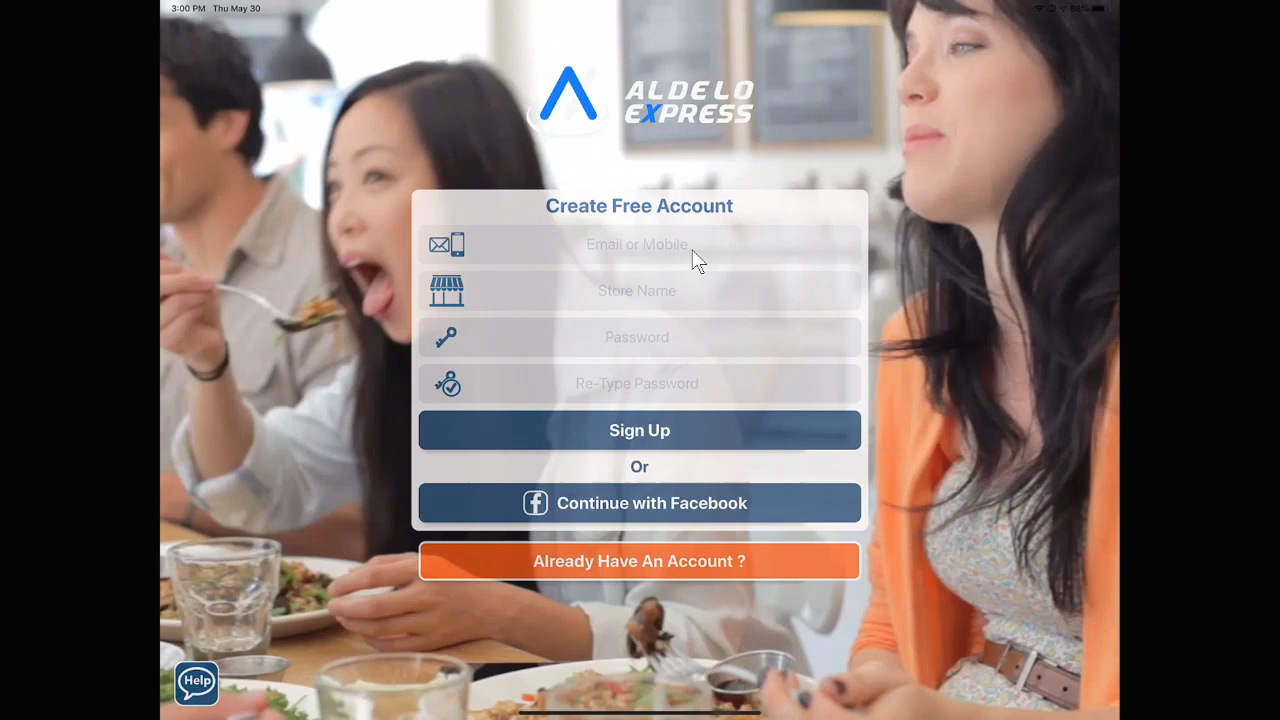 3:00 PM Thu May 30
88%
ALDELO
EXPRESS
Create Free Account
Email or Mobile
Store Name
Password
Re-Type Password
Sign Up
Or
Continue with Facebook
Already Have An Account ?
Help